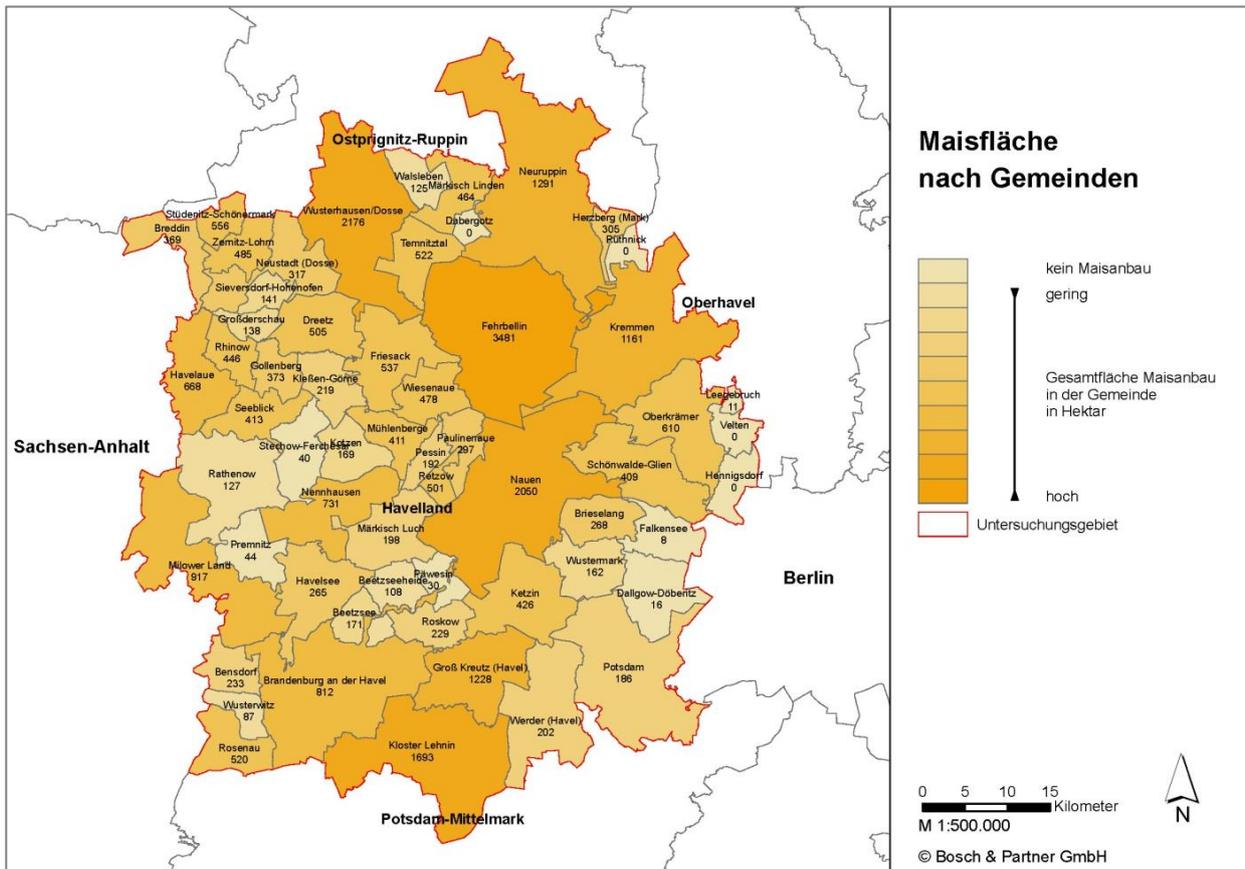 Ostprignitz-Ruppin
Walsleben
125
Märkisch Linden
464
Neuruppin
1291
Wusterhausen/Dosse
2176
Dabergotz
0
Temnitztal
522
Herzberg (Mark)
305
Rüthnick
0
Stüdenitz-Schönermark
556
Breddin
369
Zernitz-Lohm
485
Neustadt (Dosse)
317
Sieversdorf-Hohenofen
141
Großderschau
138
Dreetz
505
Fehrbellin
3481
Oberhavel
Kremmen
1161
Rhinow
446
Gollenberg
373
Kleßen-Görne
219
Friesack
537
Havelaue
668
Wiesenaue
478
Seeblick
413
Leegebruch
11
Oberkrämer
610
Velten
0
Mühlenberge
411
Paulinenaue
297
Sachsen-Anhalt
Stechow-Ferchesar
40
Kotzen
169
Pessin
192
Rathenow
127
Retzow
501
Schönwalde-Glien
409
Hennigsdorf
0
Nennhausen
731
Nauen
2050
Havelland
Brieselang
268
Falkensee
8
Märkisch Luch
198
Premnitz
44
Wustermark
162
Milower Land
917
Havelsee
265
Beetzseeheide
108
Päwesin
30
Berlin
Ketzin
426
Dallgow-Döberitz
16
Beetzsee
171
Roskow
229
Bensdorf
233
Brandenburg an der Havel
812
Groß Kreutz (Havel)
1228
Potsdam
186
Wusterwitz
87
Werder (Havel)
202
Rosenau
520
Kloster Lehnin
1693
Potsdam-Mittelmark
Maisfläche
nach Gemeinden
kein Maisanbau
gering
Gesamtfläche Maisanbau
in der Gemeinde
in Hektar
hoch
Untersuchungsgebiet
0 5 10 15
Kilometer
M 1:500.000
N
© Bosch & Partner GmbH